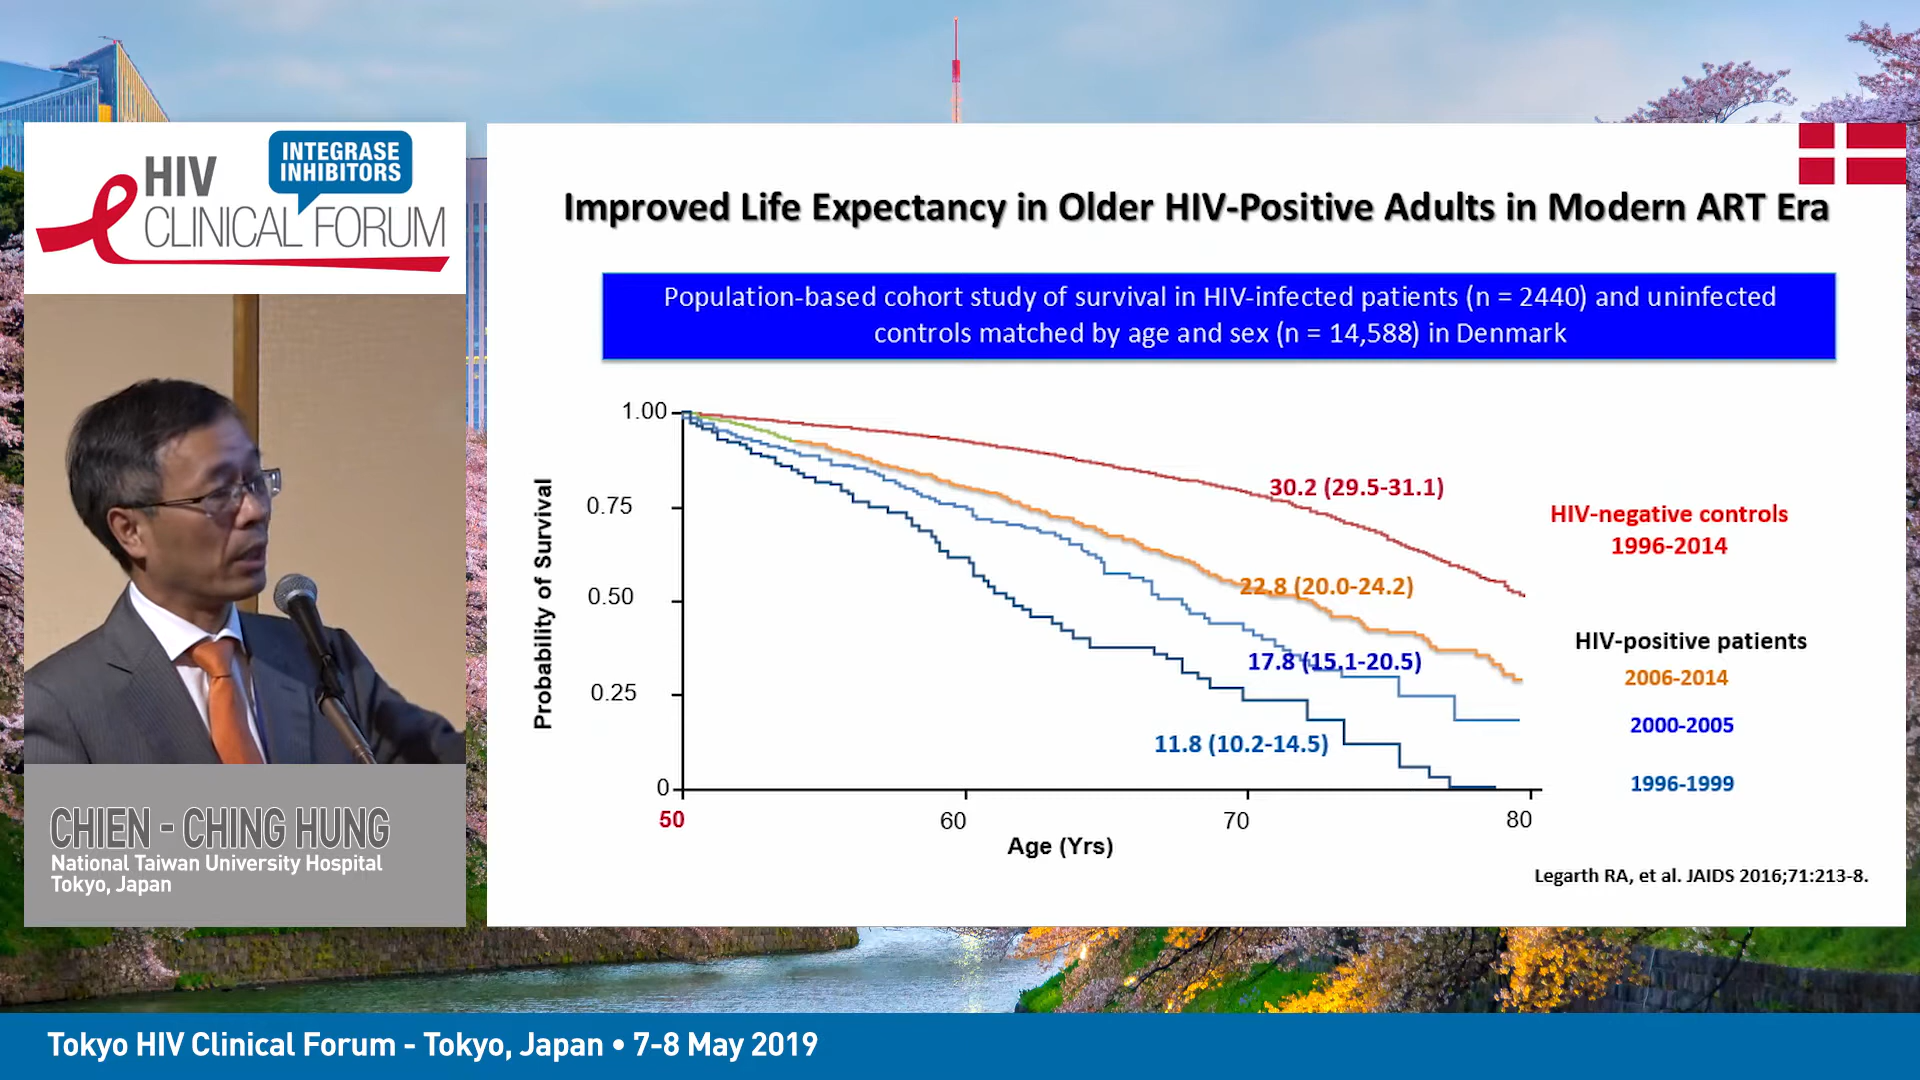 HIV
INTEGRASE
INHIBITORS
CLINICAL FORUM
CHIEN - CHING HUNG
National Taiwan University Hospital
Tokyo, Japan
Improved Life Expectancy in Older HIV-Positive Adults in Modern ART Era
Population-based cohort study of survival in HIV-infected patients (n = 2440) and uninfected
controls matched by age and sex (n = 14,588) in Denmark
Probability of Survival
1.00
0.75
0.50
0.25
0
30.2 (29.5-31.1)
22.8 (20.0-24.2)
17.8 (15.1-20.5)
11.8 (10.2-14.5)
HIV-negative controls
1996-2014
HIV-positive patients
2006-2014
2000-2005
1996-1999
50
60
70
80
Age (Yrs)
Legarth RA, et al. JAIDS 2016;71:213-8.
Tokyo HIV Clinical Forum - Tokyo, Japan • 7-8 May 2019